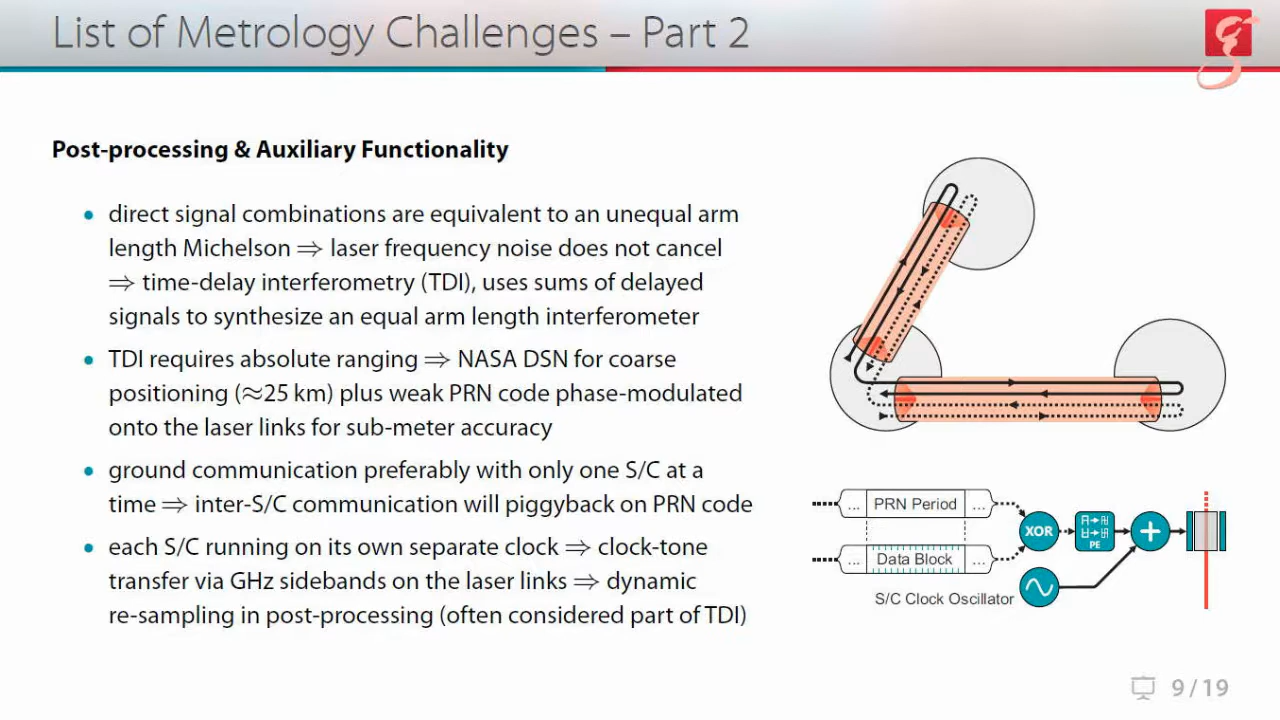 List of Metrology Challenges – Part 2
Post-processing & Auxiliary Functionality
• direct signal combinations are equivalent to an unequal arm
length Michelson ⇒ laser frequency noise does not cancel
⇒ time-delay interferometry (TDI), uses sums of delayed
signals to synthesize an equal arm length interferometer
• TDI requires absolute ranging ⇒ NASA DSN for coarse
positioning (≈25 km) plus weak PRN code phase-modulated
onto the laser links for sub-meter accuracy
• ground communication preferably with only one S/C at a
time ⇒ inter-S/C communication will piggyback on PRN code
• each S/C running on its own separate clock ⇒ clock-tone
transfer via GHz sidebands on the laser links ⇒ dynamic
re-sampling in post-processing (often considered part of TDI)
... PRN Period ...
XOR
PE
+
... Data Block ...
S/C Clock Oscillator
9 / 19